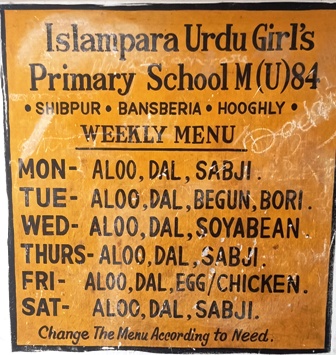 Islampara Urdu Girl's
Primary School M(U)84
• SHIBPUR • BANSBERIA • HOOGHLY •
WEEKLY MENU
MON- ALOO, DAL, SABJI.
TUE- ALOO, DAL, BEGUN, BORI.
WED- ALOO, DAL, SOYABEAN.
THURS- ALOO, DAL, SABJI.
FRI- ALOO, DAL, EGG/CHICKEN.
SAT- ALOO, DAL, SABJI.
Change The Menu According to Need.